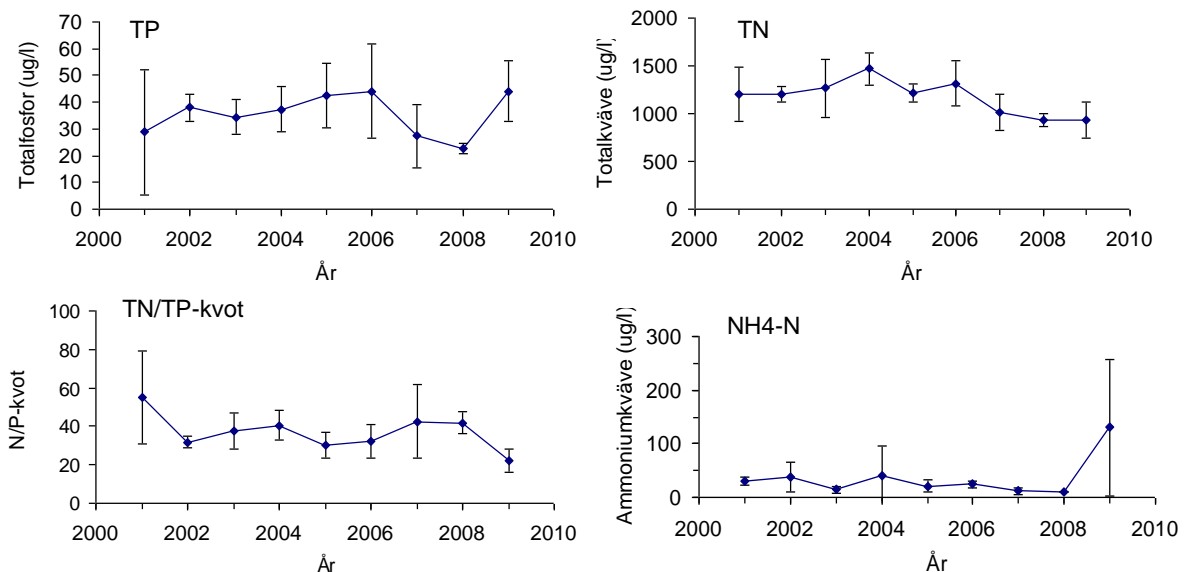 TP
Totalfosfor (ug/l)
70
60
50
40
30
20
10
0
2000 2002 2004 2006 2008 2010
År
TN
Totalkväve (ug/l)
2000
1500
1000
500
0
2000 2002 2004 2006 2008 2010
År
TN/TP-kvot
N/P-kvot
100
80
60
40
20
0
2000 2002 2004 2006 2008 2010
År
NH4-N
Ammoniumkväve (ug/l)
300
200
100
0
2000 2002 2004 2006 2008 2010
År